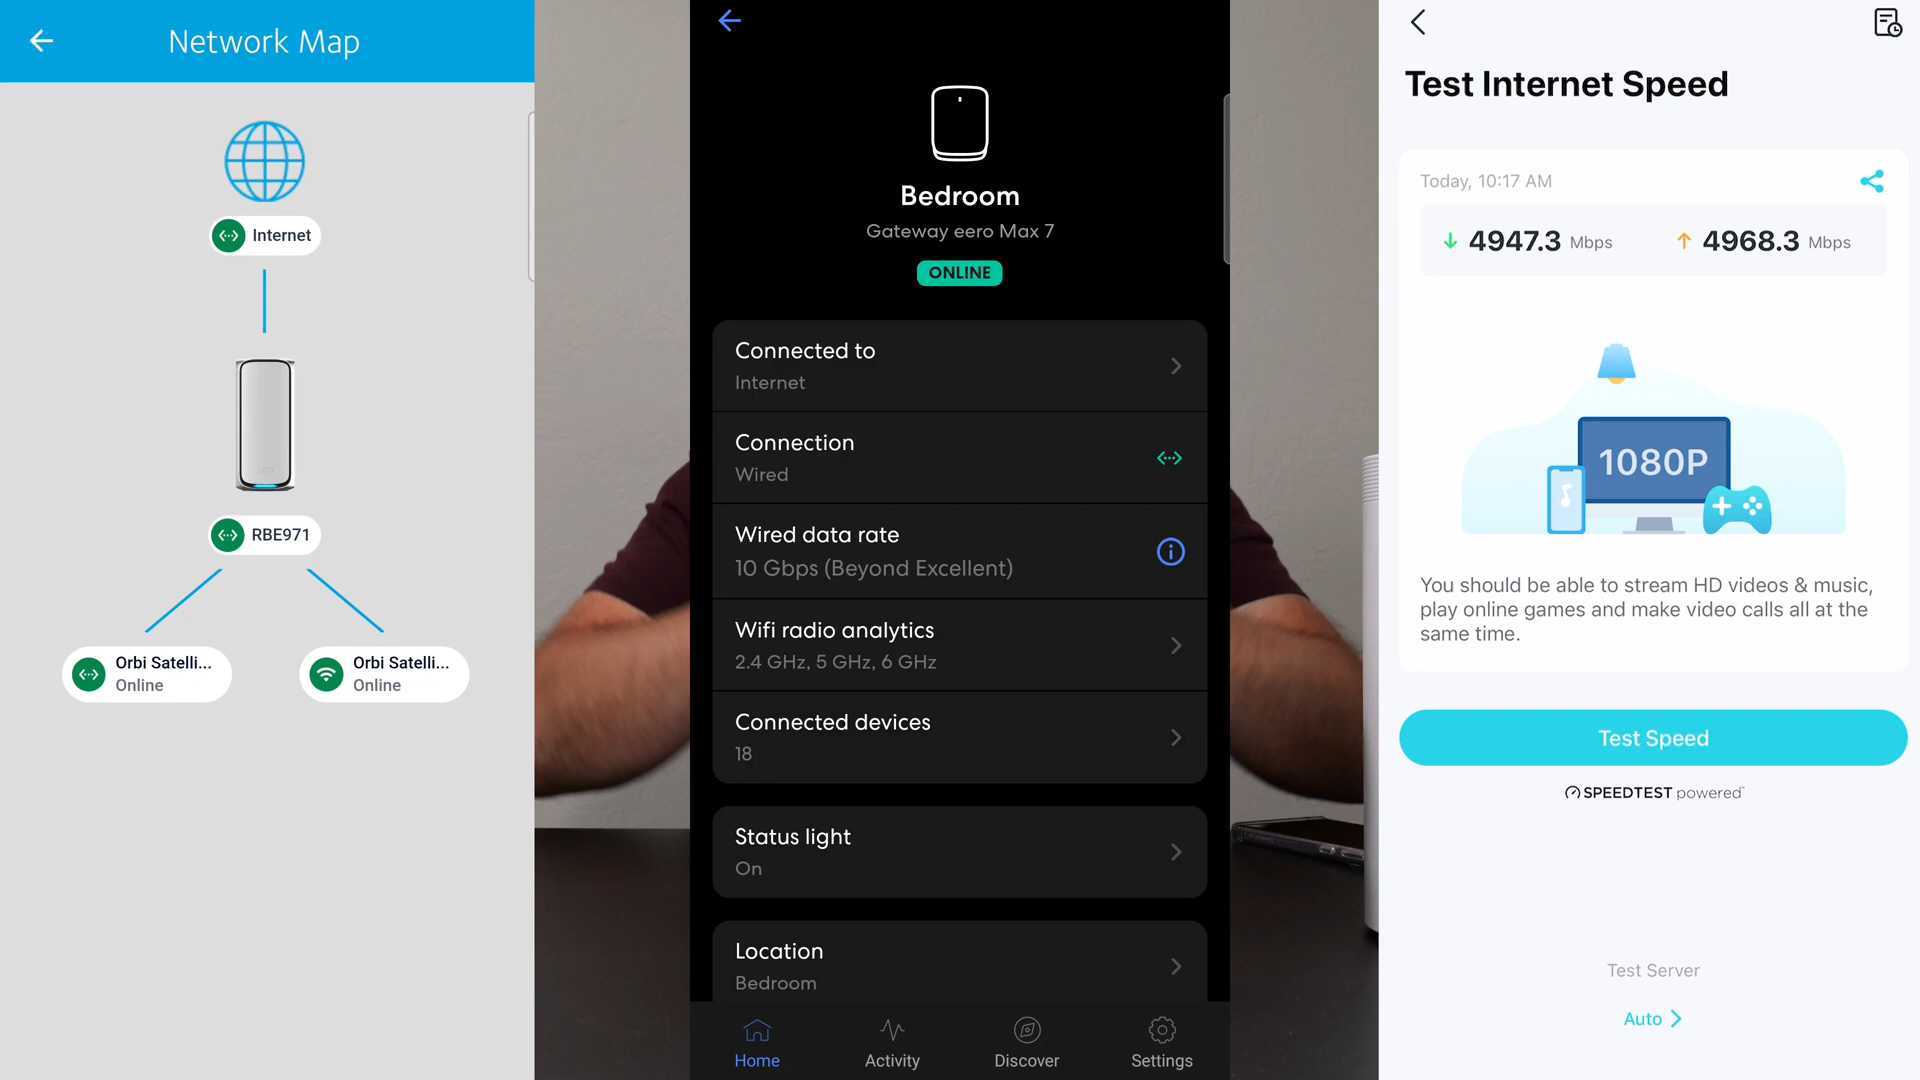 Network Map
Internet
RBE971
Orbi Satelli...
Online
Orbi Satelli...
Online
Bedroom
Gateway eero Max 7
ONLINE
Connected to
Internet
Connection
Wired
Wired data rate
10 Gbps (Beyond Excellent)
Wifi radio analytics
2.4 GHz, 5 GHz, 6 GHz
Connected devices
18
Status light
On
Location
Bedroom
Home
Activity
Discover
Settings
Test Internet Speed
Today, 10:17 AM
4947.3 Mbps
4968.3 Mbps
1080P
You should be able to stream HD videos & music,
play online games and make video calls all at the
same time.
Test Speed
SPEEDTEST powered
Test Server
Auto